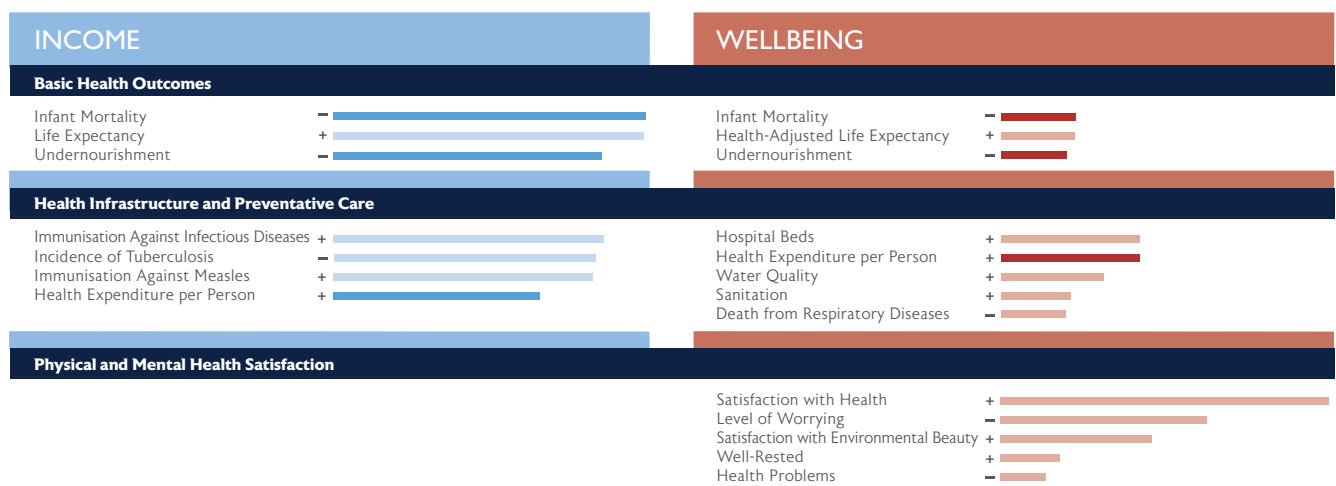 INCOME
WELLBEING
Basic Health Outcomes
Infant Mortality −
Life Expectancy +
Undernourishment −
Infant Mortality −
Health-Adjusted Life Expectancy +
Undernourishment −
Health Infrastructure and Preventative Care
Immunisation Against Infectious Diseases +
Incidence of Tuberculosis −
Immunisation Against Measles +
Health Expenditure per Person +
Hospital Beds +
Health Expenditure per Person +
Water Quality +
Sanitation +
Death from Respiratory Diseases −
Physical and Mental Health Satisfaction
Satisfaction with Health +
Level of Worrying −
Satisfaction with Environmental Beauty +
Well-Rested +
Health Problems −